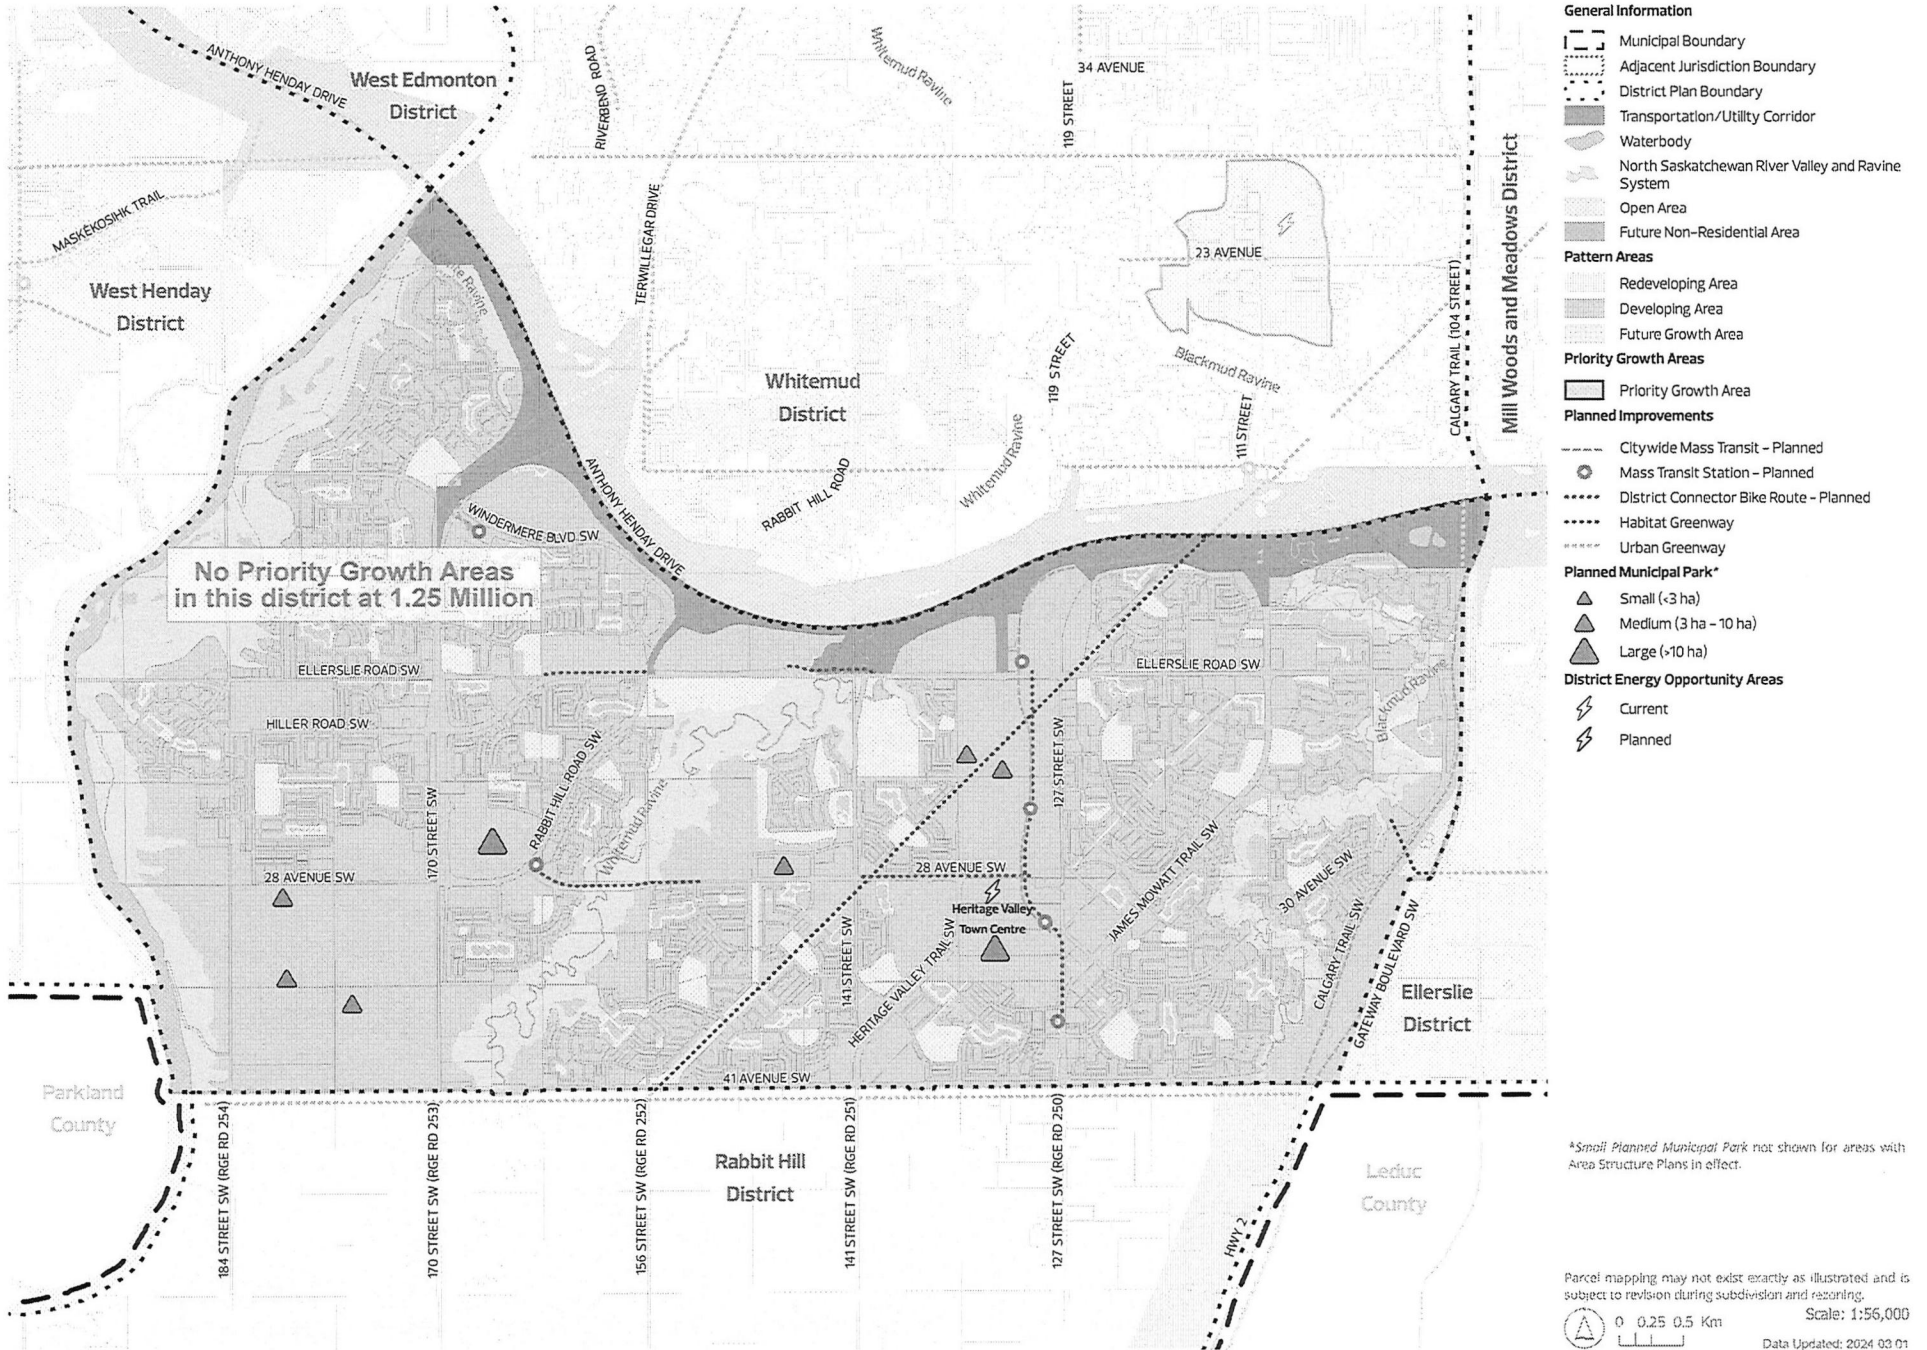 ANTHONY HENDAY DRIVE
West Edmonton
District
RIVERBEND ROAD
Whitemud Ravine
34 AVENUE
119 STREET
MASKÊKOSIHK TRAIL
West Henday
District
TERWILLEGAR DRIVE
23 AVENUE
CALGARY TRAIL (104 STREET)
Mill Woods and Meadows District
Whitemud
District
119 STREET
Blackmud Ravine
111 STREET
Whitemud Ravine
RABBIT HILL ROAD
ANTHONY HENDAY DRIVE
WINDERMERE BLVD SW
No Priority Growth Areas
in this district at 1.25 Million
ELLERSLIE ROAD SW
ELLERSLIE ROAD SW
HILLER ROAD SW
Blackmud Ravine
RABBIT HILL ROAD SW
Whitemud Ravine
170 STREET SW
127 STREET SW
28 AVENUE SW
28 AVENUE SW
JAMES MOWATT TRAIL SW
30 AVENUE SW
Heritage Valley
Town Centre
141 STREET SW
HERITAGE VALLEY TRAIL SW
CALGARY TRAIL SW
GATEWAY BOULEVARD SW
Ellerslie
District
41 AVENUE SW
Parkland
County
184 STREET SW (RGE RD 254)
170 STREET SW (RGE RD 253)
156 STREET SW (RGE RD 252)
Rabbit Hill
District
141 STREET SW (RGE RD 251)
127 STREET SW (RGE RD 250)
HWY 2
Leduc
County
General Information
Municipal Boundary
Adjacent Jurisdiction Boundary
District Plan Boundary
Transportation/Utility Corridor
Waterbody
North Saskatchewan River Valley and Ravine
System
Open Area
Future Non-Residential Area
Pattern Areas
Redeveloping Area
Developing Area
Future Growth Area
Priority Growth Areas
Priority Growth Area
Planned Improvements
Citywide Mass Transit - Planned
Mass Transit Station - Planned
District Connector Bike Route - Planned
Habitat Greenway
Urban Greenway
Planned Municipal Park*
Small (<3 ha)
Medium (3 ha - 10 ha)
Large (>10 ha)
District Energy Opportunity Areas
Current
Planned
*Small Planned Municipal Park not shown for areas with
Area Structure Plans in effect.
Parcel mapping may not exist exactly as illustrated and is
subject to revision during subdivision and rezoning.
0 0.25 0.5 Km
Scale: 1:56,000
Data Updated: 2024 03 01